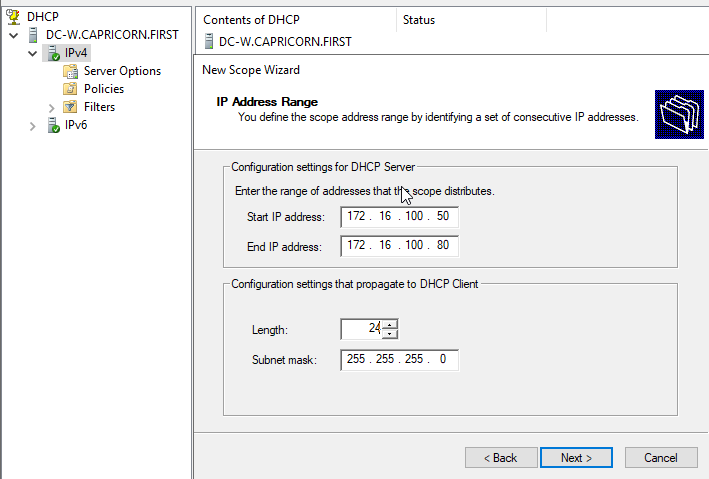 DHCP
DC-W.CAPRICORN.FIRST
IPv4
Server Options
Policies
Filters
IPv6
Contents of DHCP Status
DC-W.CAPRICORN.FIRST
New Scope Wizard
IP Address Range
You define the scope address range by identifying a set of consecutive IP addresses.
Configuration settings for DHCP Server
Enter the range of addresses that the scope distributes.
Start IP address: 172 . 16 . 100 . 50
End IP address: 172 . 16 . 100 . 80
Configuration settings that propagate to DHCP Client
Length: 24
Subnet mask: 255 . 255 . 255 . 0
< Back Next > Cancel